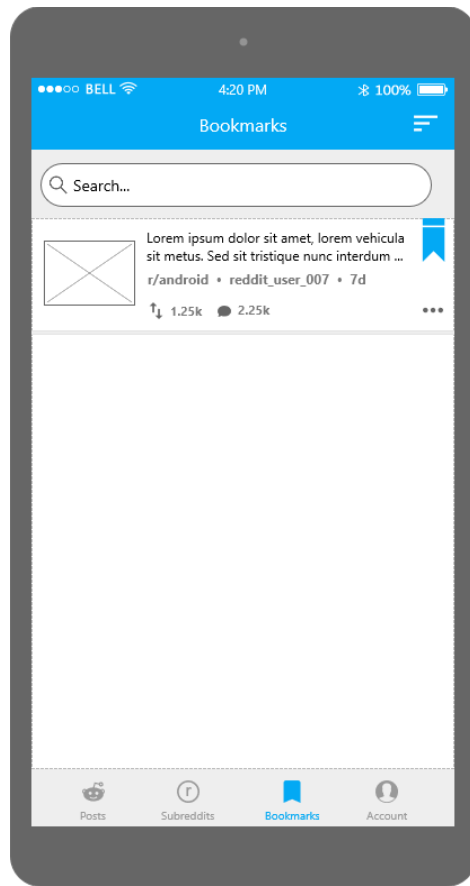 BELL 4:20 PM 100%
Bookmarks
Search...
Lorem ipsum dolor sit amet, lorem vehicula
sit metus. Sed sit tristique nunc interdum ...
r/android • reddit_user_007 • 7d
1.25k 2.25k
r
Posts Subreddits Bookmarks Account